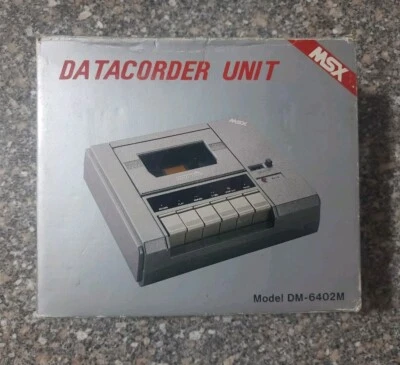 MSX
DATACORDER UNIT
MSX
Model DM-6402M